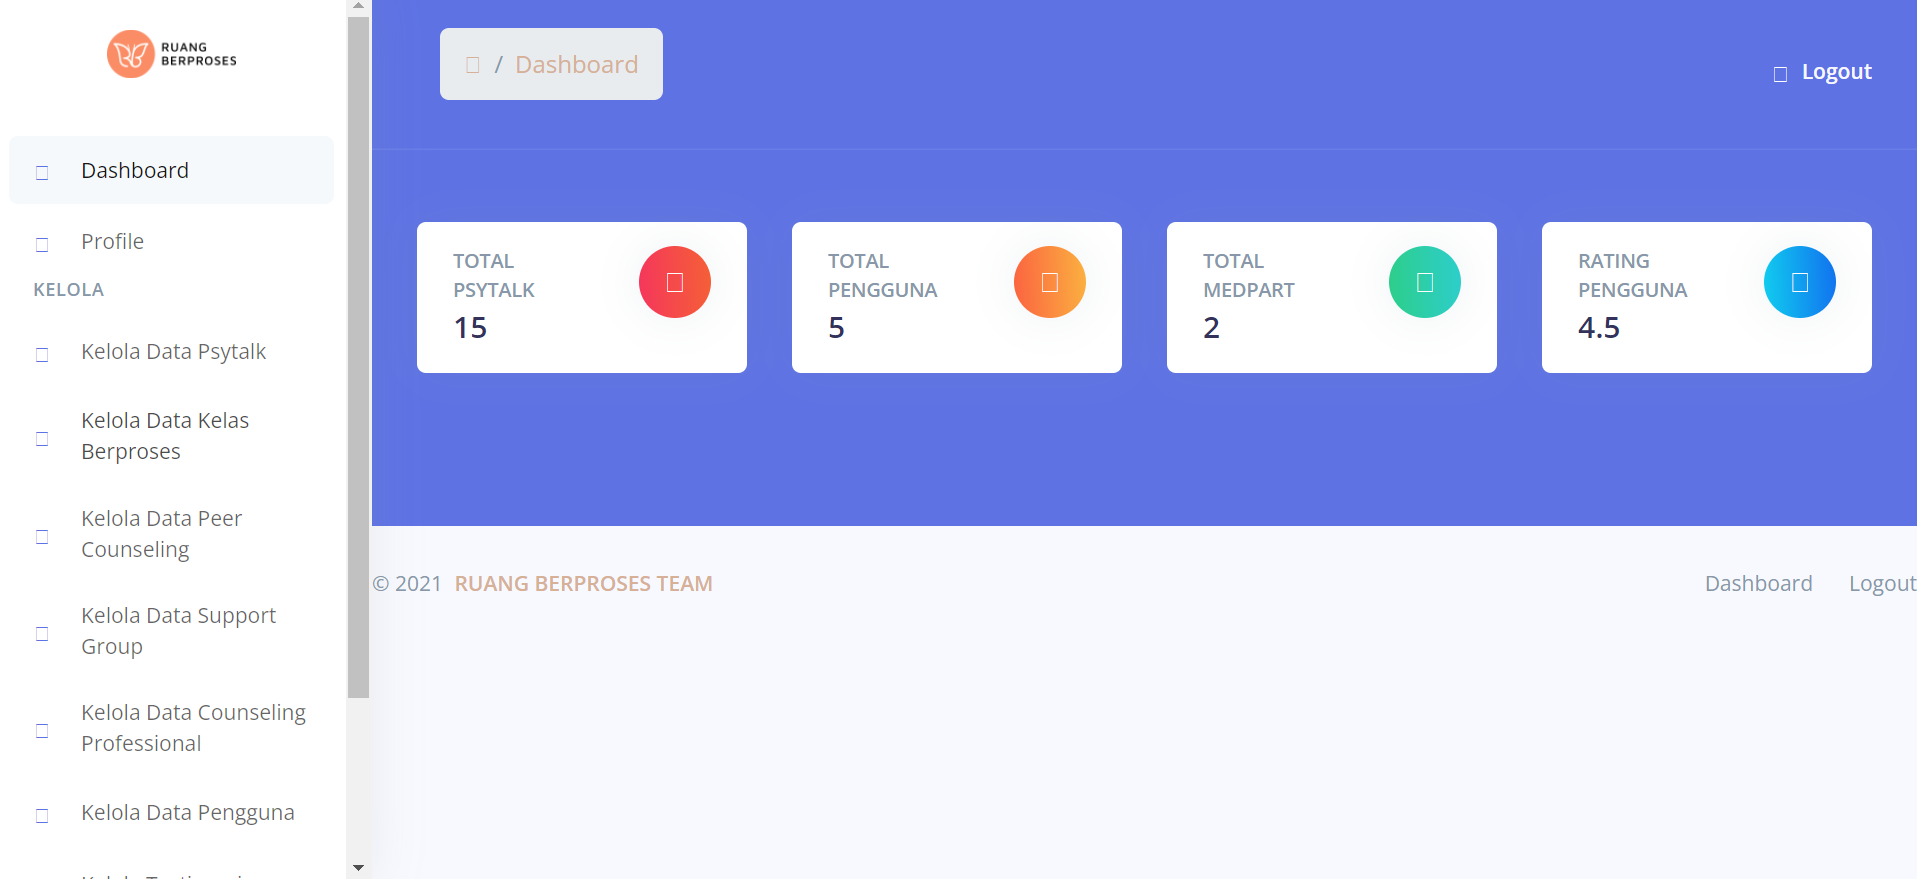 RUANG
BERPROSES
Dashboard
Profile
KELOLA
Kelola Data Psytalk
Kelola Data Kelas
Berproses
Kelola Data Peer
Counseling
Kelola Data Support
Group
Kelola Data Counseling
Professional
Kelola Data Pengguna
/ Dashboard
Logout
TOTAL
PSYTALK
15
TOTAL
PENGGUNA
5
TOTAL
MEDPART
2
RATING
PENGGUNA
4.5
© 2021 RUANG BERPROSES TEAM
Dashboard Logout